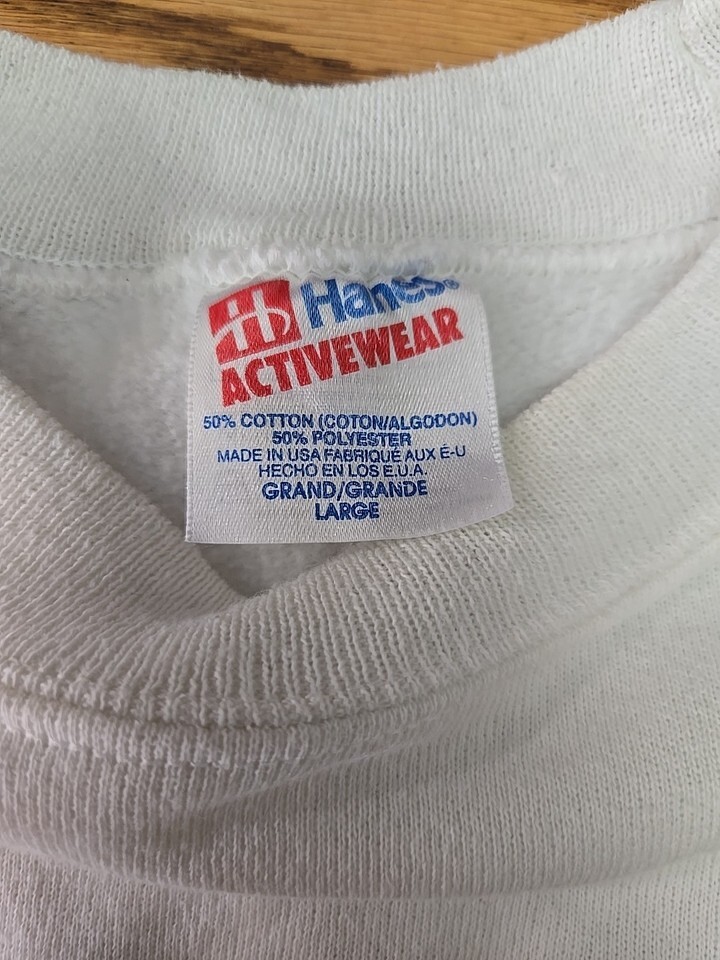 H Hanes®
ACTIVEWEAR
50% COTTON (COTON/ALGODON)
50% POLYESTER
MADE IN USA FABRIQUÉ AUX É-U
HECHO EN LOS E.U.A.
GRAND/GRANDE
LARGE